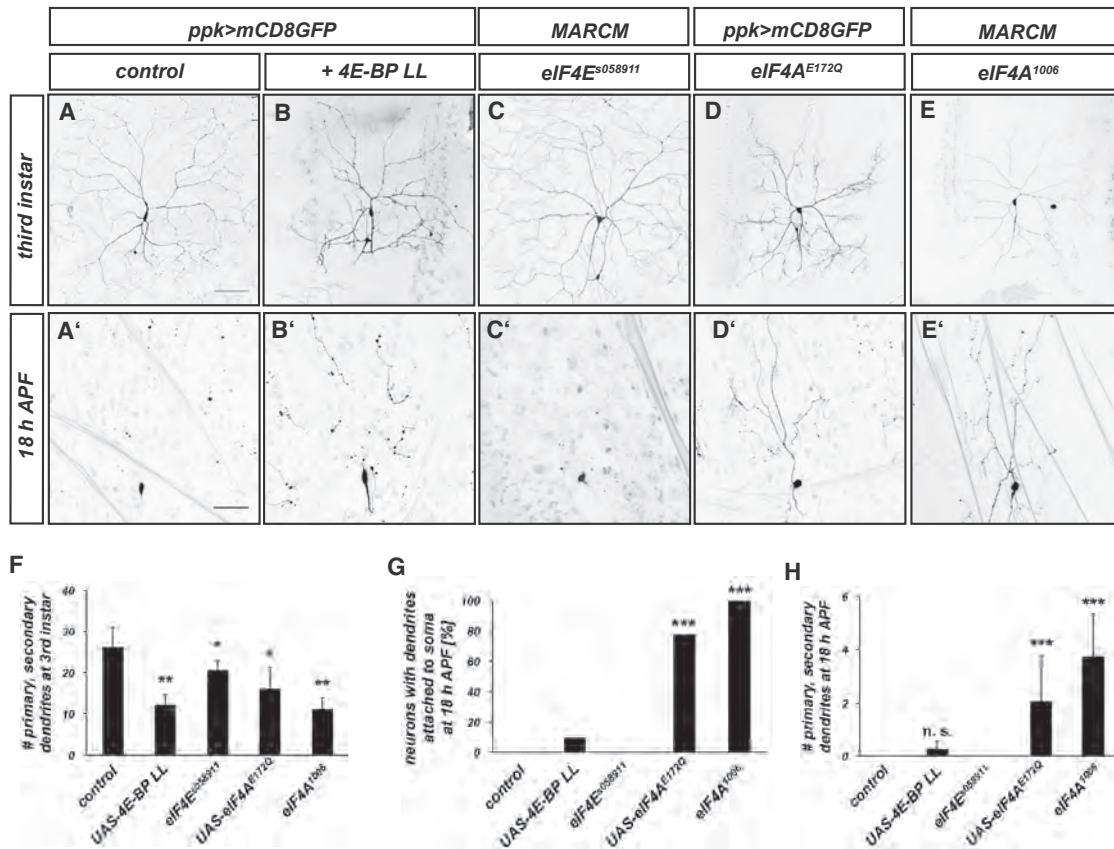 ppk>mCD8GFP MARCM ppk>mCD8GFP MARCM
control + 4E-BP LL eIF4E^s058911 eIF4A^E172Q eIF4A^1006
third instar
A B C D E
18 h APF
A‘ B‘ C‘ D‘ E‘
F
# primary, secondary
dendrites at 3rd instar
40
30
20
10
0
** * * **
control UAS-4E-BP LL eIF4E^s058911 UAS-eIF4A^E172Q eIF4A^1006
G
neurons with dendrites
attached to soma
at 18 h APF [%]
100
80
60
40
20
0
*** ***
control UAS-4E-BP LL eIF4E^s058911 UAS-eIF4A^E172Q eIF4A^1006
H
# primary, secondary
dendrites at 18 h APF
6
4
2
0
n. s. *** ***
control UAS-4E-BP LL eIF4E^s058911 UAS-eIF4A^E172Q eIF4A^1006